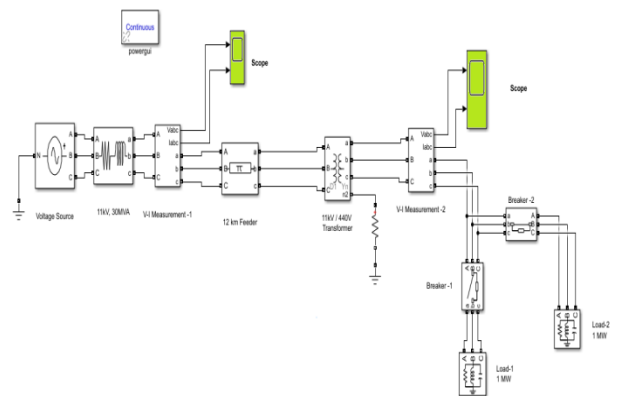 Continuous
powergui
Scope
Scope
Voltage Source
11kV, 30MVA
V-I Measurement -1
12 km Feeder
11kV / 440V
Transformer
V-I Measurement -2
Breaker -2
Breaker -1
Load-2
1 MW
Load-1
1 MW
N
A
B
C
A
B
C
a
b
c
A
B
C
Vabc
Iabc
a
b
c
A
B
C
a
b
c
A
B
C
a
b
c
n2
A
B
C
Vabc
Iabc
a
b
c
a
b
c
A
B
C
A
B
C
a
b
c
A
B
C
A
B
C